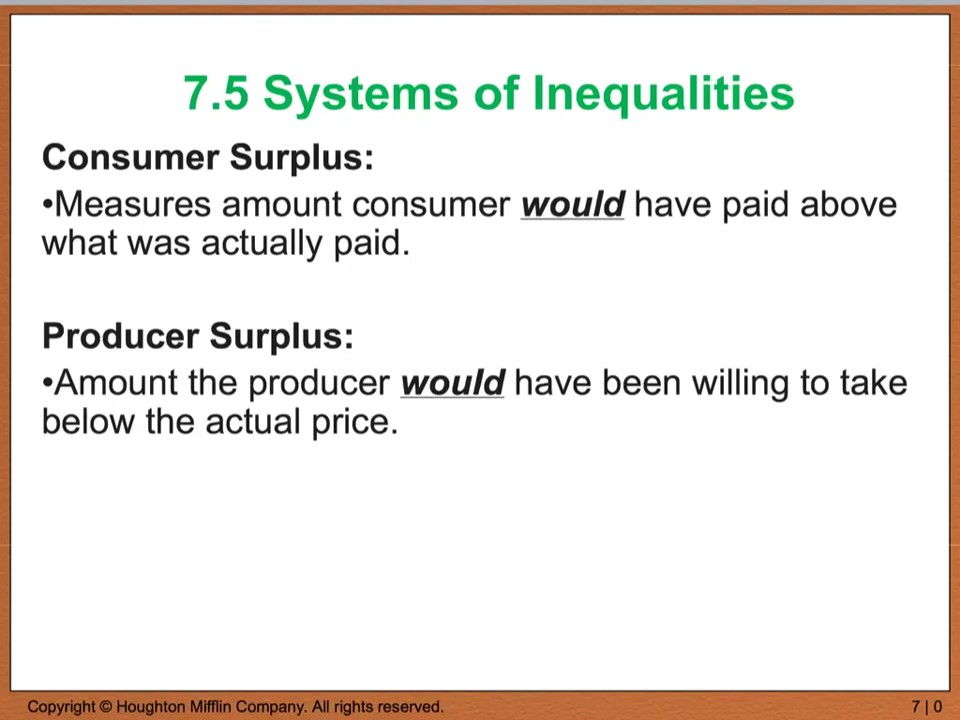 7.5 Systems of Inequalities
Consumer Surplus:
•Measures amount consumer would have paid above
what was actually paid.
Producer Surplus:
•Amount the producer would have been willing to take
below the actual price.
Copyright © Houghton Mifflin Company. All rights reserved.
7 | 0